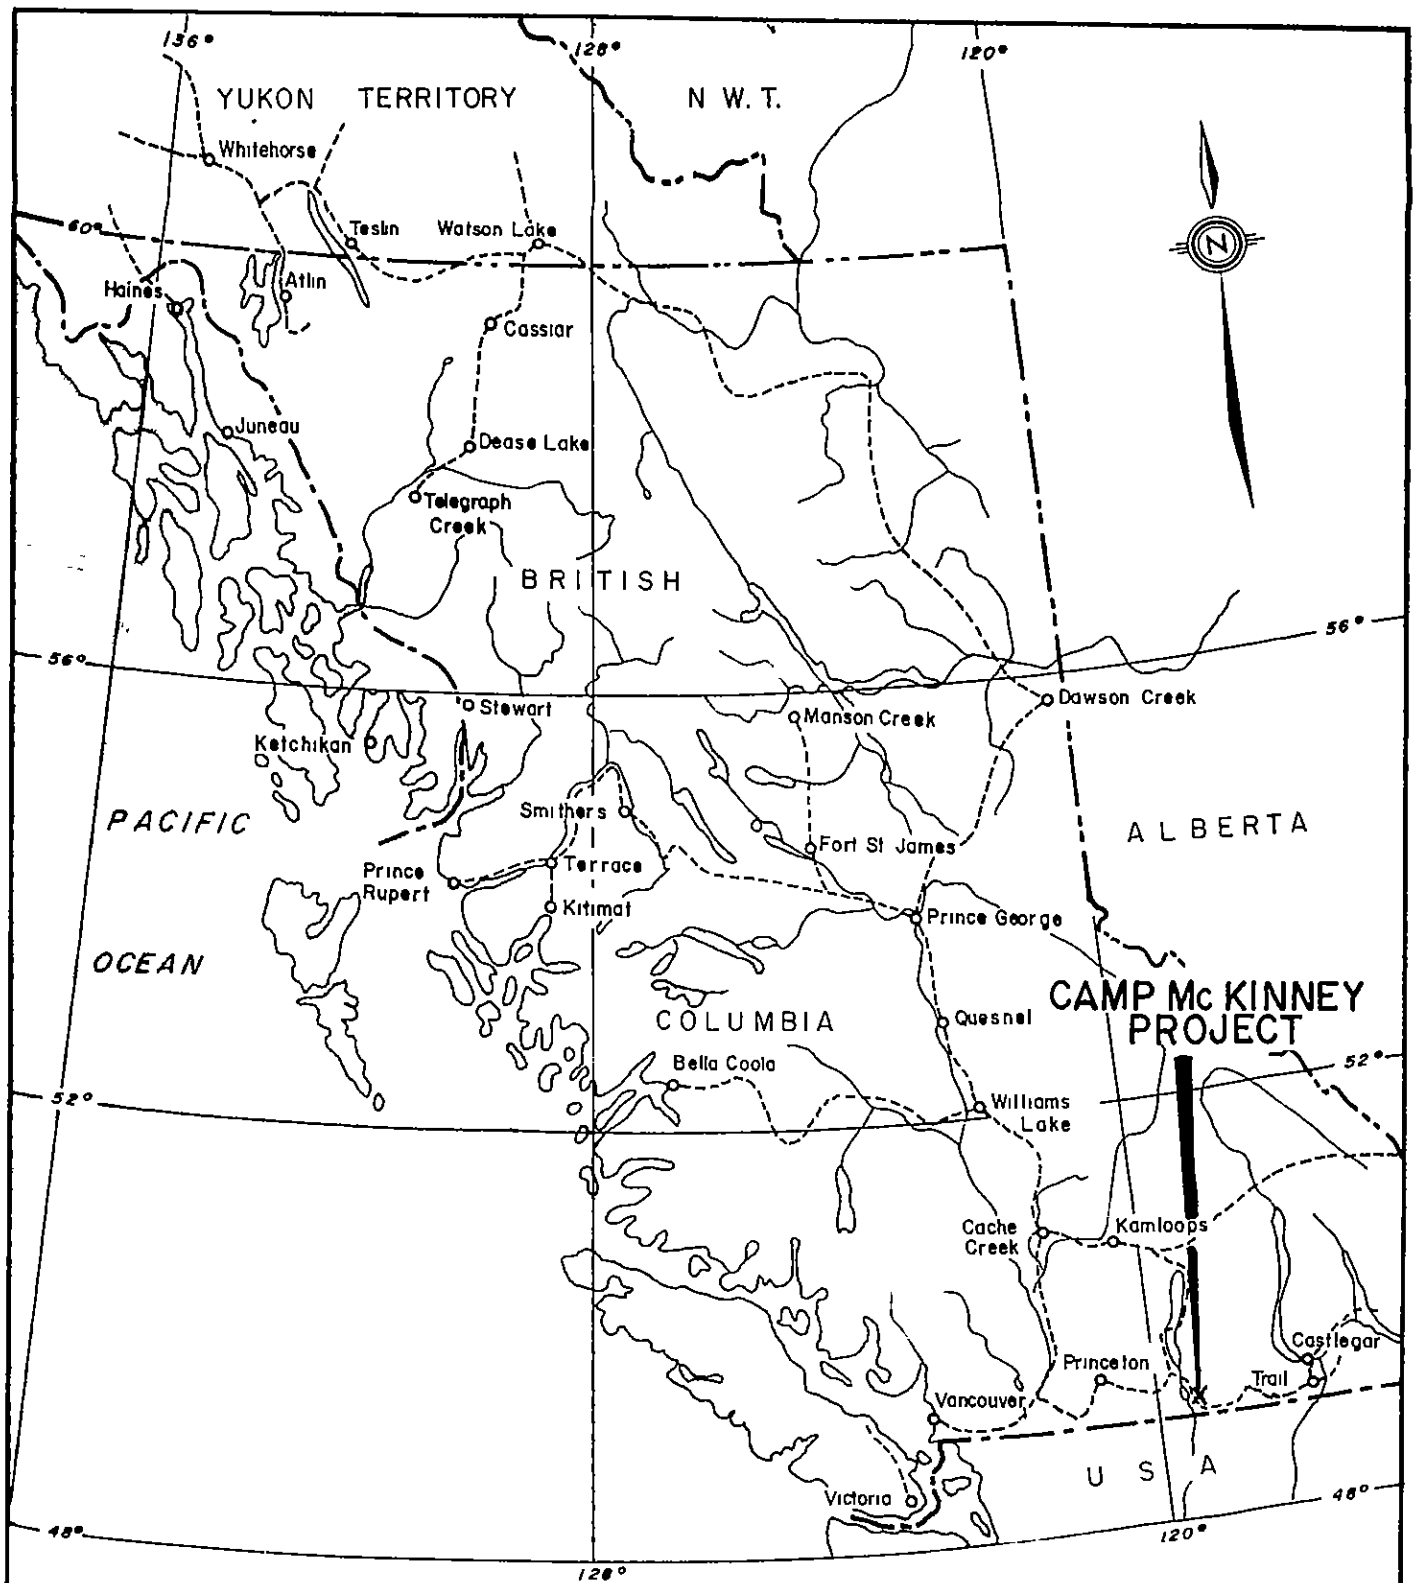 136°
128°
120°
YUKON TERRITORY
N W. T.
Whitehorse
60°
Teslin
Watson Lake
N
Haines
Atlin
Cassiar
Juneau
Dease Lake
Telegraph
Creek
BRITISH
56°
56°
Stewart
Manson Creek
Dawson Creek
Ketchikan
PACIFIC
Smithers
ALBERTA
Fort St James
Prince
Rupert
Terrace
Kitimat
Prince George
OCEAN
CAMP Mc KINNEY
PROJECT
COLUMBIA
Quesnel
52°
Bella Coola
52°
Williams
Lake
Cache
Creek
Kamloops
Castlegar
Princeton
Trail
X
Vancouver
U S A
Victoria
48°
48°
120°
128°